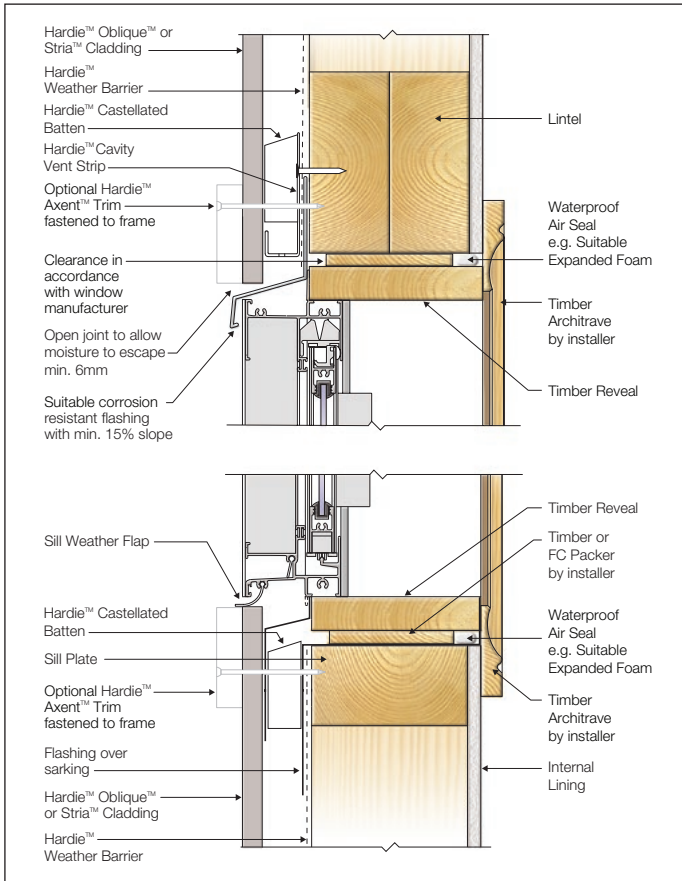 Hardie™ Oblique™ or
Stria™ Cladding
Hardie™
Weather Barrier
Hardie™ Castellated
Batten
Hardie™ Cavity
Vent Strip
Optional Hardie™
Axent™ Trim
fastened to frame
Clearance in
accordance
with window
manufacturer
Open joint to allow
moisture to escape
min. 6mm
Suitable corrosion
resistant flashing
with min. 15% slope
Lintel
Waterproof
Air Seal
e.g. Suitable
Expanded Foam
Timber
Architrave
by installer
Timber Reveal
Sill Weather Flap
Hardie™ Castellated
Batten
Sill Plate
Optional Hardie™
Axent™ Trim
fastened to frame
Flashing over
sarking
Hardie™ Oblique™
or Stria™ Cladding
Hardie™
Weather Barrier
Timber Reveal
Timber or
FC Packer
by installer
Waterproof
Air Seal
e.g. Suitable
Expanded Foam
Timber
Architrave
by installer
Internal
Lining